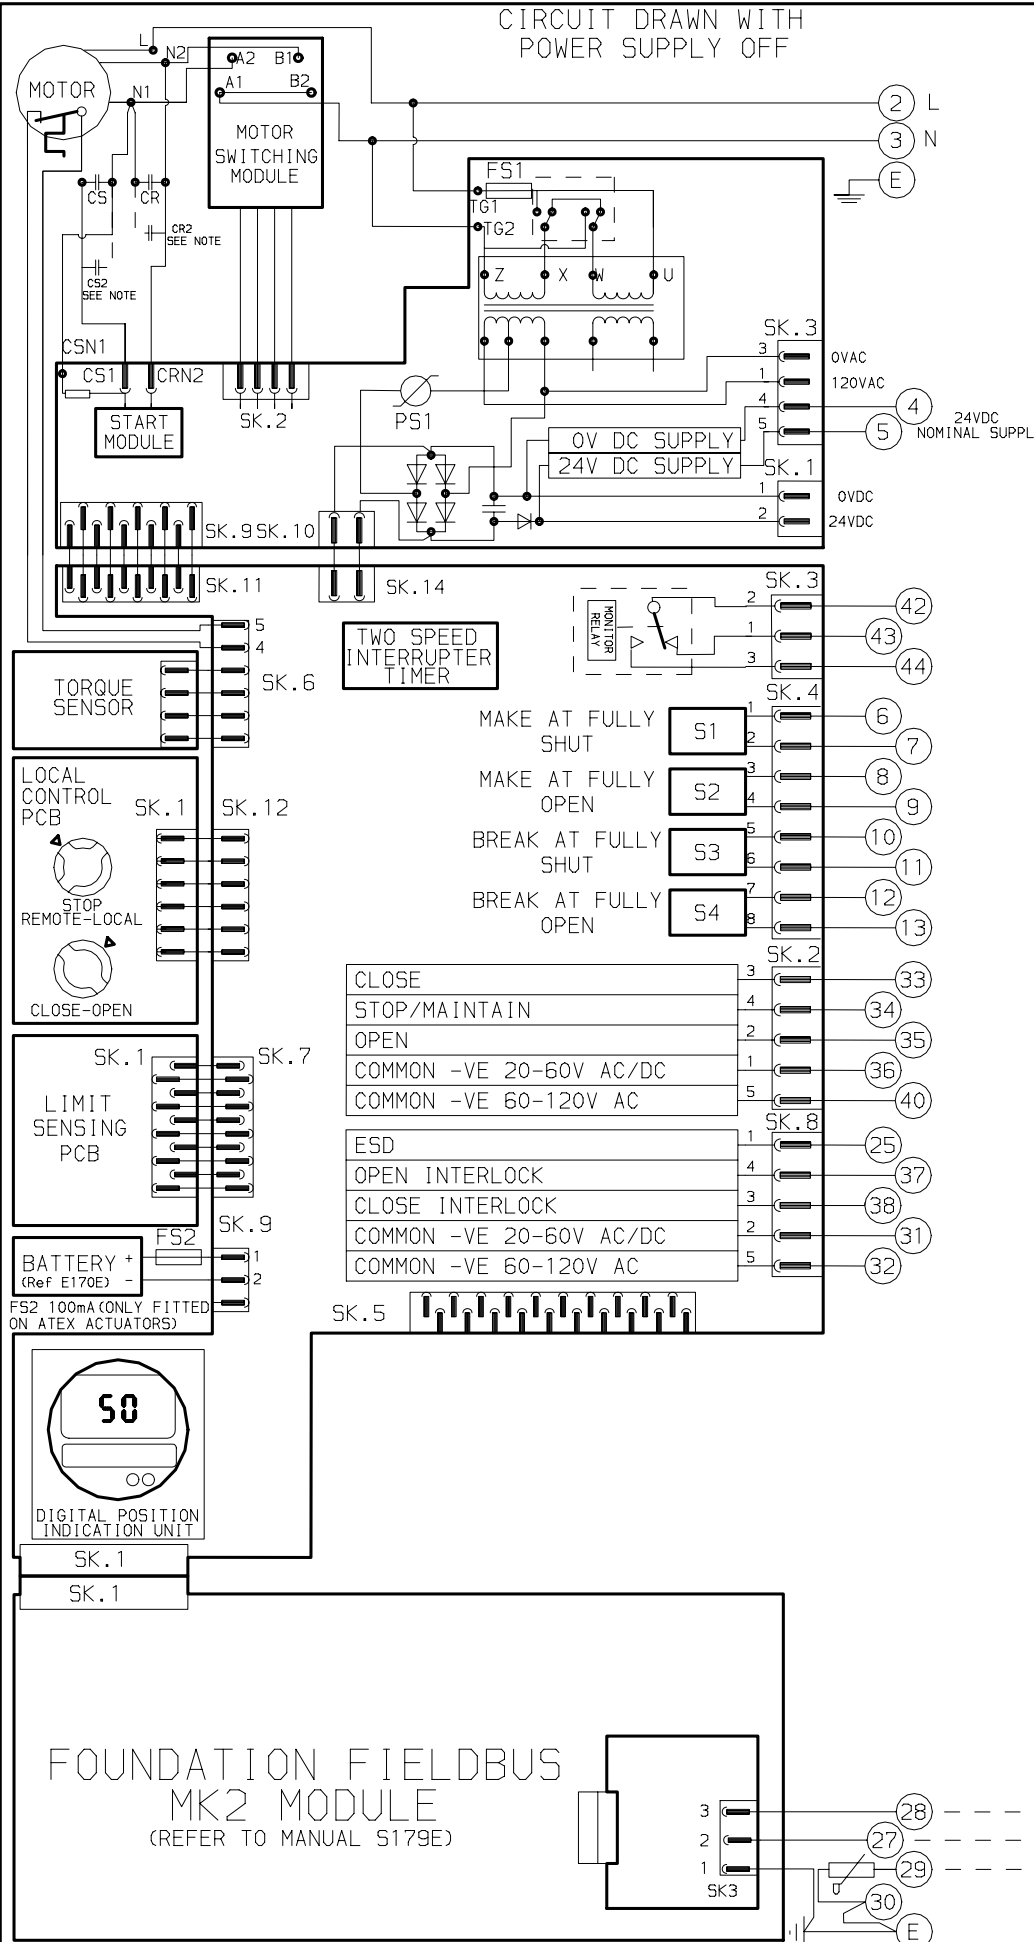 CIRCUIT DRAWN WITH
POWER SUPPLY OFF
L
N2
MOTOR
N1
A2 B1
A1 B2
MOTOR
SWITCHING
MODULE
2 L
3 N
E
FS1
TG1
TG2
CS
CR
CR2
SEE NOTE
CS2
SEE NOTE
Z X W U
CSN1
CS1
CRN2
START
MODULE
SK.2
PS1
SK.3
3 0VAC
1 120VAC
4 4
5 5
24VDC
NOMINAL SUPPL
0V DC SUPPLY
24V DC SUPPLY
SK.1
1 0VDC
2 24VDC
SK.9
SK.10
SK.11
SK.14
SK.3
MONITOR
RELAY
2 42
1 43
3 44
TWO SPEED
INTERRUPTER
TIMER
5
4
SK.6
TORQUE
SENSOR
SK.4
MAKE AT FULLY
SHUT
S1
1 6
2 7
MAKE AT FULLY
OPEN
S2
3 8
4 9
BREAK AT FULLY
SHUT
S3
5 10
6 11
BREAK AT FULLY
OPEN
S4
7 12
8 13
LOCAL
CONTROL
PCB
SK.1
SK.12
STOP
REMOTE-LOCAL
CLOSE-OPEN
SK.2
CLOSE 3 33
STOP/MAINTAIN 4 34
OPEN 2 35
COMMON -VE 20-60V AC/DC 1 36
COMMON -VE 60-120V AC 5 40
SK.1
SK.7
LIMIT
SENSING
PCB
SK.8
ESD 1 25
OPEN INTERLOCK 4 37
CLOSE INTERLOCK 3 38
COMMON -VE 20-60V AC/DC 2 31
COMMON -VE 60-120V AC 5 32
SK.9
FS2
BATTERY +
(Ref E170E) -
1
2
FS2 100mA(ONLY FITTED
ON ATEX ACTUATORS)
SK.5
50
DIGITAL POSITION
INDICATION UNIT
SK.1
SK.1
FOUNDATION FIELDBUS
MK2 MODULE
(REFER TO MANUAL S179E)
3 28
2 27
1 29
SK3
U
30
E